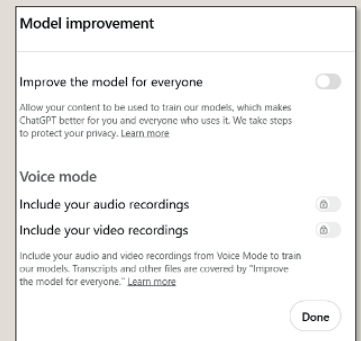 Model improvement
Improve the model for everyone
Allow your content to be used to train our models, which makes
ChatGPT better for you and everyone who uses it. We take steps
to protect your privacy. Learn more
Voice mode
Include your audio recordings
Include your video recordings
Include your audio and video recordings from Voice Mode to train
our models. Transcripts and other files are covered by "Improve
the model for everyone." Learn more
Done